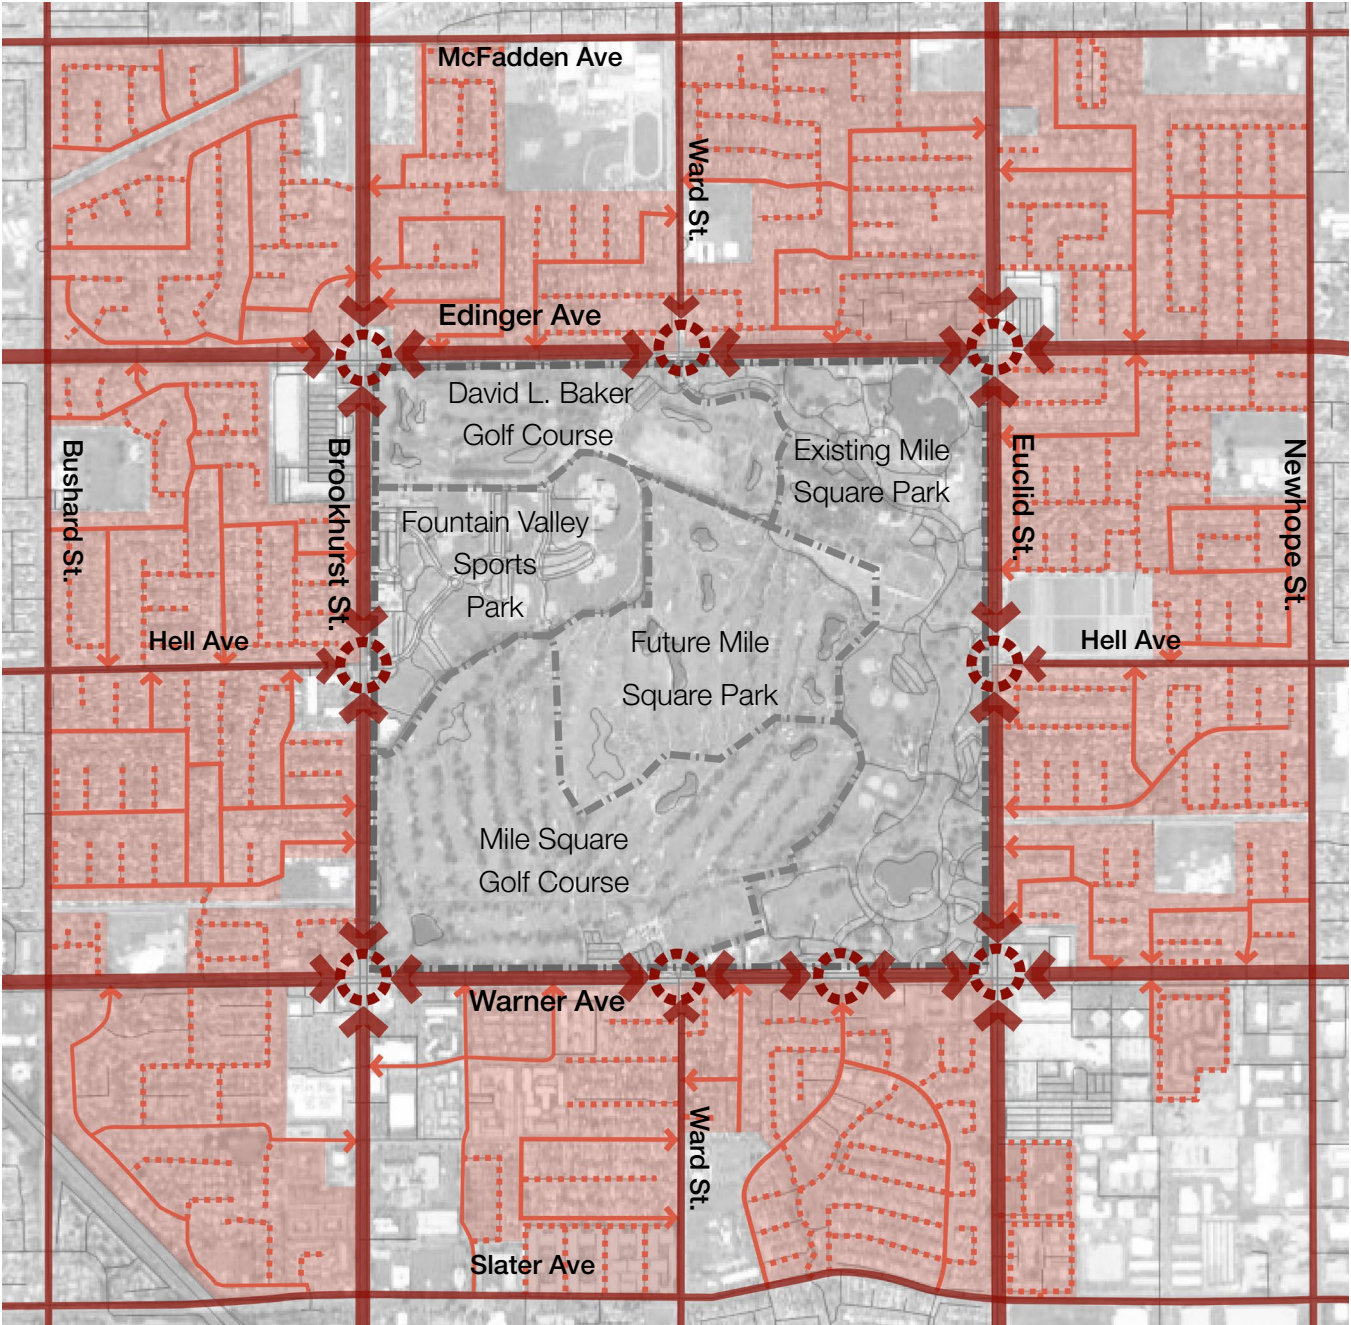 McFadden Ave
Ward St.
Edinger Ave
David L. Baker
Golf Course
Existing Mile
Square Park
Bushard St.
Brookhurst St.
Euclid St.
Newhope St.
Fountain Valley
Sports
Park
Hell Ave
Future Mile
Square Park
Hell Ave
Mile Square
Golf Course
Warner Ave
Ward St.
Slater Ave